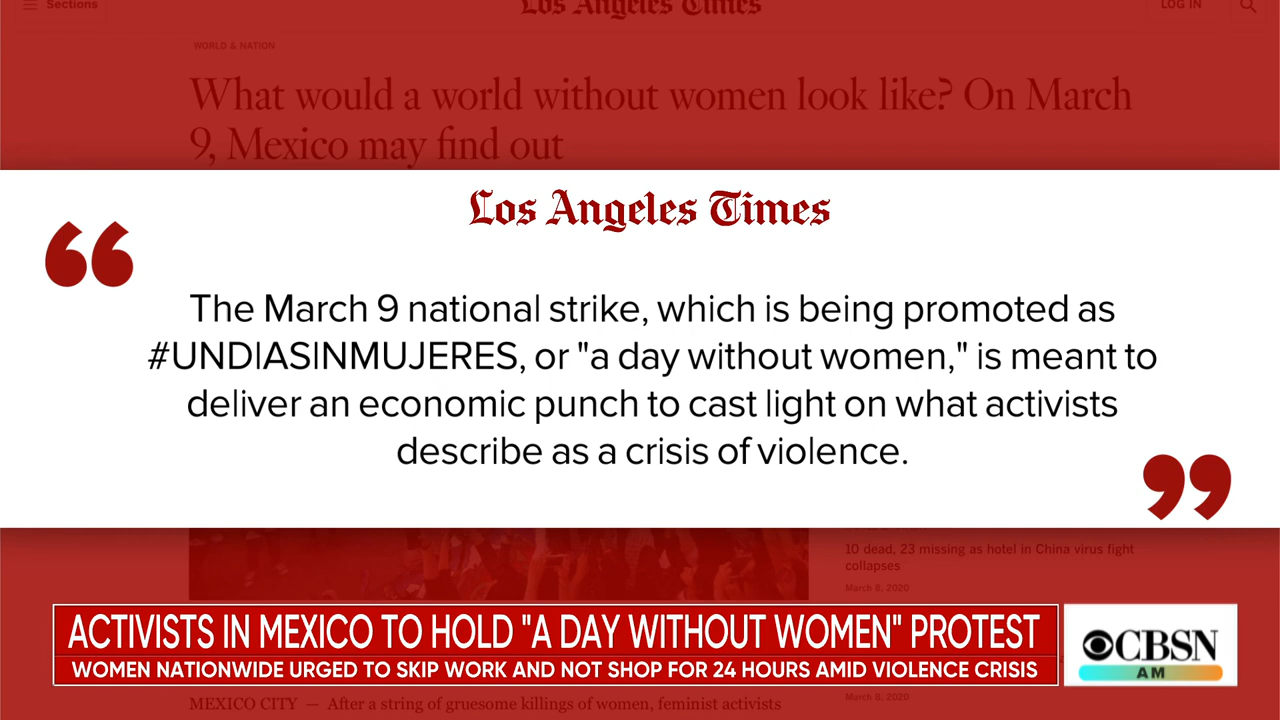 Sections
Los Angeles Times
LOG IN
WORLD & NATION
What would a world without women look like? On March
9, Mexico may find out
Los Angeles Times
“
The March 9 national strike, which is being promoted as
#UNDIASINMUJERES, or "a day without women," is meant to
deliver an economic punch to cast light on what activists
describe as a crisis of violence.
”
10 dead, 23 missing as hotel in China virus fight
collapses
March 8, 2020
ACTIVISTS IN MEXICO TO HOLD "A DAY WITHOUT WOMEN" PROTEST
WOMEN NATIONWIDE URGED TO SKIP WORK AND NOT SHOP FOR 24 HOURS AMID VIOLENCE CRISIS
CBSN
AM
March 8, 2020
MEXICO CITY — After a string of gruesome killings of women, feminist activists